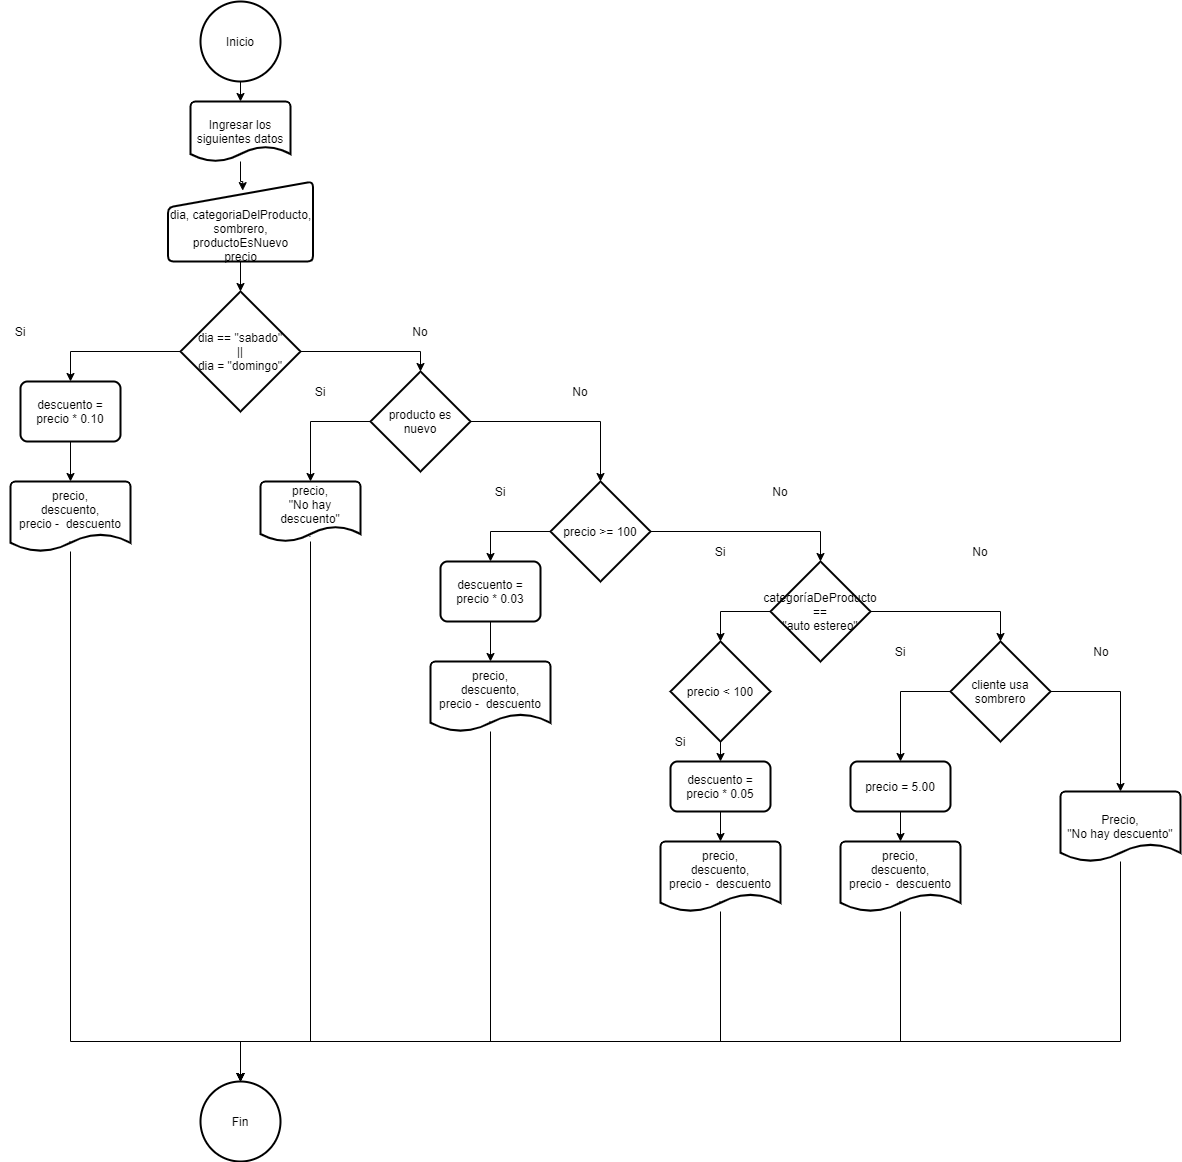 Inicio
Ingresar los
siguientes datos
dia, categoriaDelProducto,
sombrero,
productoEsNuevo
precio
Si
dia == "sabado"
||
dia = "domingo"
No
descuento =
precio * 0.10
Si
producto es
nuevo
No
precio,
descuento,
precio -  descuento
precio,
"No hay
descuento"
Si
precio >= 100
No
descuento =
precio * 0.03
Si
categoríaDeProducto
==
"auto estereo"
No
precio,
descuento,
precio -  descuento
precio < 100
Si
cliente usa
sombrero
No
Si
descuento =
precio * 0.05
precio = 5.00
Precio,
"No hay descuento"
precio,
descuento,
precio -  descuento
precio,
descuento,
precio -  descuento
Fin